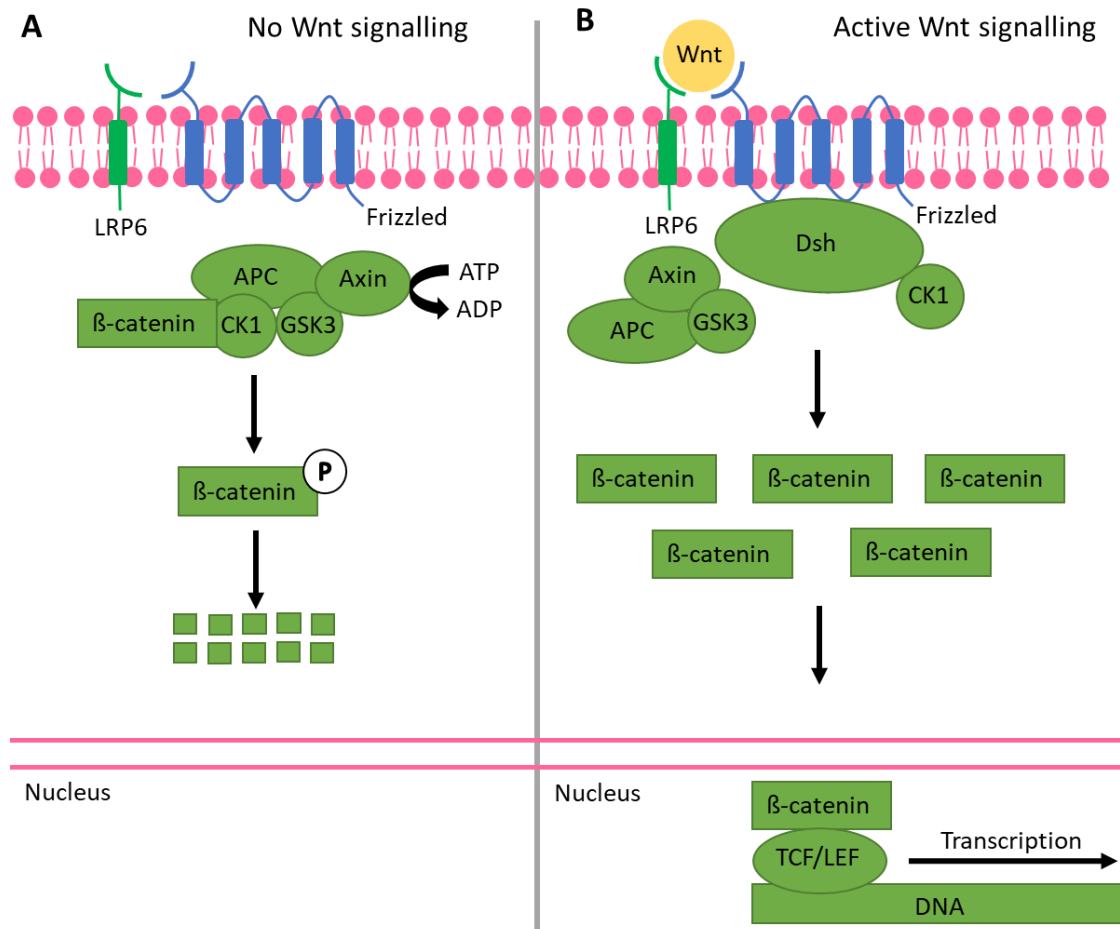 A
No Wnt signalling
LRP6
Frizzled
APC
Axin
ATP
ADP
ß-catenin
CK1
GSK3
ß-catenin
P
Nucleus
B
Active Wnt signalling
Wnt
LRP6
Frizzled
Dsh
Axin
CK1
APC
GSK3
ß-catenin
ß-catenin
ß-catenin
ß-catenin
ß-catenin
Nucleus
ß-catenin
TCF/LEF
Transcription
DNA